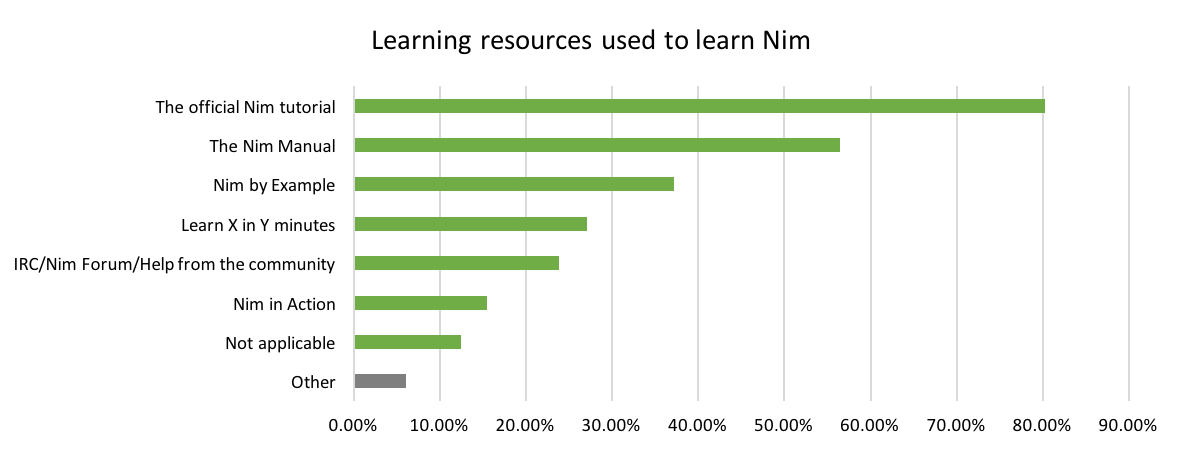 Learning resources used to learn Nim
The official Nim tutorial
The Nim Manual
Nim by Example
Learn X in Y minutes
IRC/Nim Forum/Help from the community
Nim in Action
Not applicable
Other
0.00% 10.00% 20.00% 30.00% 40.00% 50.00% 60.00% 70.00% 80.00% 90.00%